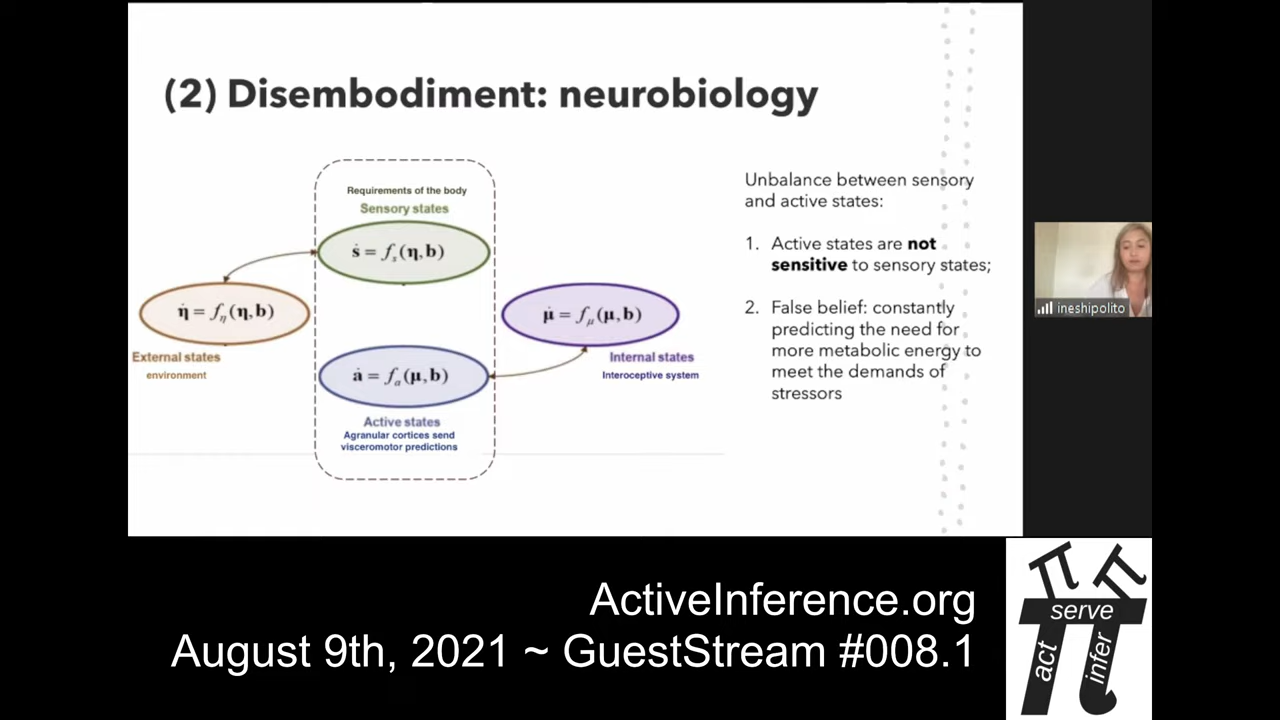 (2) Disembodiment: neurobiology
Requirements of the body
Sensory states
ṡ = fₛ(η, b)
η̇ = f_η(η, b)
External states
environment
μ̇ = f_μ(μ, b)
Internal states
Interoceptive system
ȧ = fₐ(μ, b)
Active states
Agranular cortices send
visceromotor predictions
Unbalance between sensory
and active states:
1. Active states are not
sensitive to sensory states;
2. False belief: constantly
predicting the need for
more metabolic energy to
meet the demands of
stressors
ineshipolito
ActiveInference.org
August 9th, 2021 ~ GuestStream #008.1
serve
act
infer